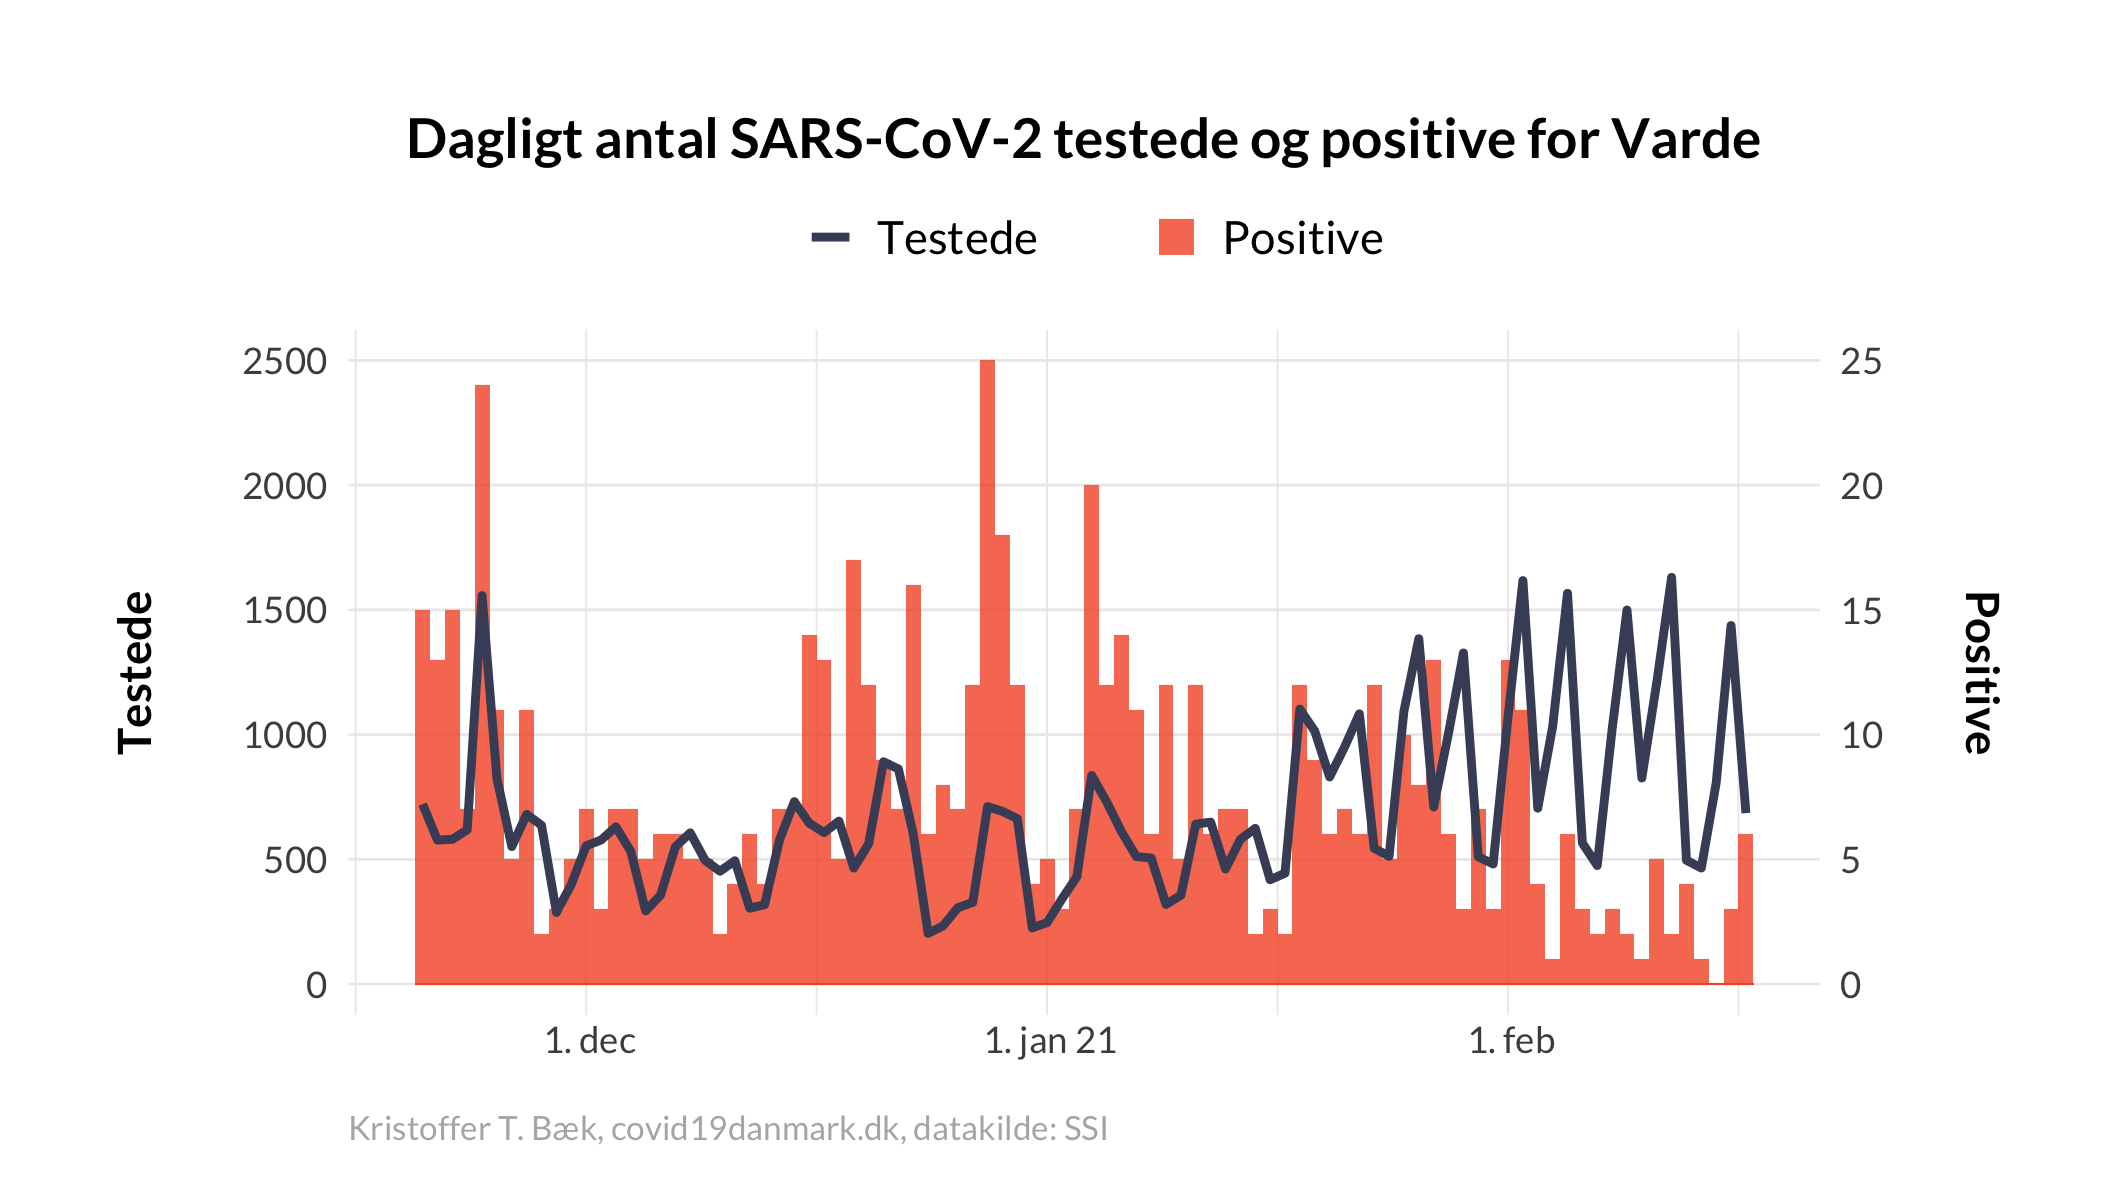 Dagligt antal SARS-CoV-2 testede og positive for Varde
Testede Positive
2500 25
2000 20
1500 15
1000 10
500 5
0 0
Testede
Positive
1. dec 1. jan 21 1. feb
Kristoffer T. Bæk, covid19danmark.dk, datakilde: SSI